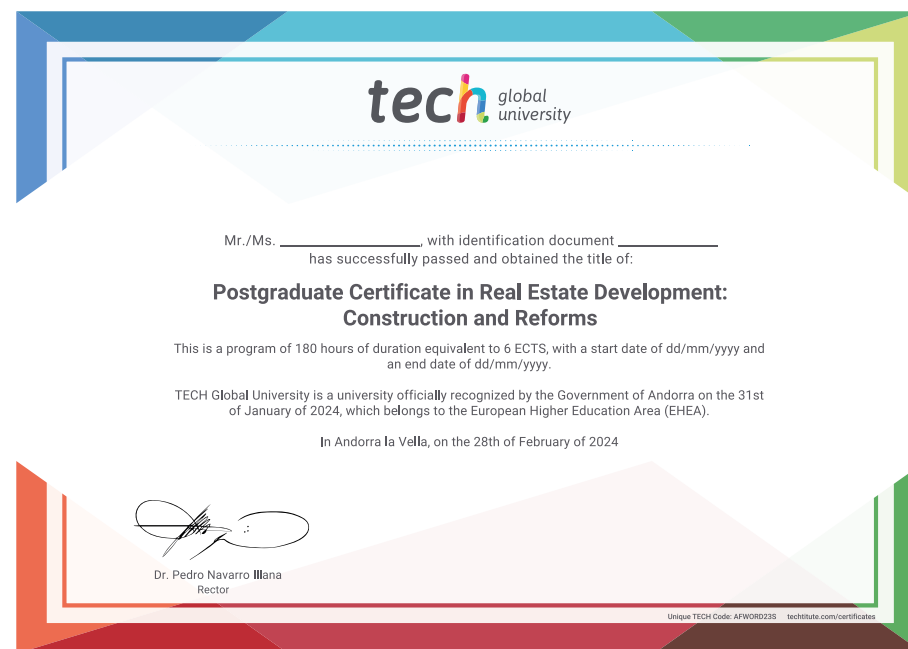 tech global
university
Mr./Ms. ____________, with identification document ____________
has successfully passed and obtained the title of:
Postgraduate Certificate in Real Estate Development:
Construction and Reforms
This is a program of 180 hours of duration equivalent to 6 ECTS, with a start date of dd/mm/yyyy and
an end date of dd/mm/yyyy.
TECH Global University is a university officially recognized by the Government of Andorra on the 31st
of January of 2024, which belongs to the European Higher Education Area (EHEA).
In Andorra la Vella, on the 28th of February of 2024
Dr. Pedro Navarro Illana
Rector
Unique TECH Code: AFWORD23S techtitute.com/certificates